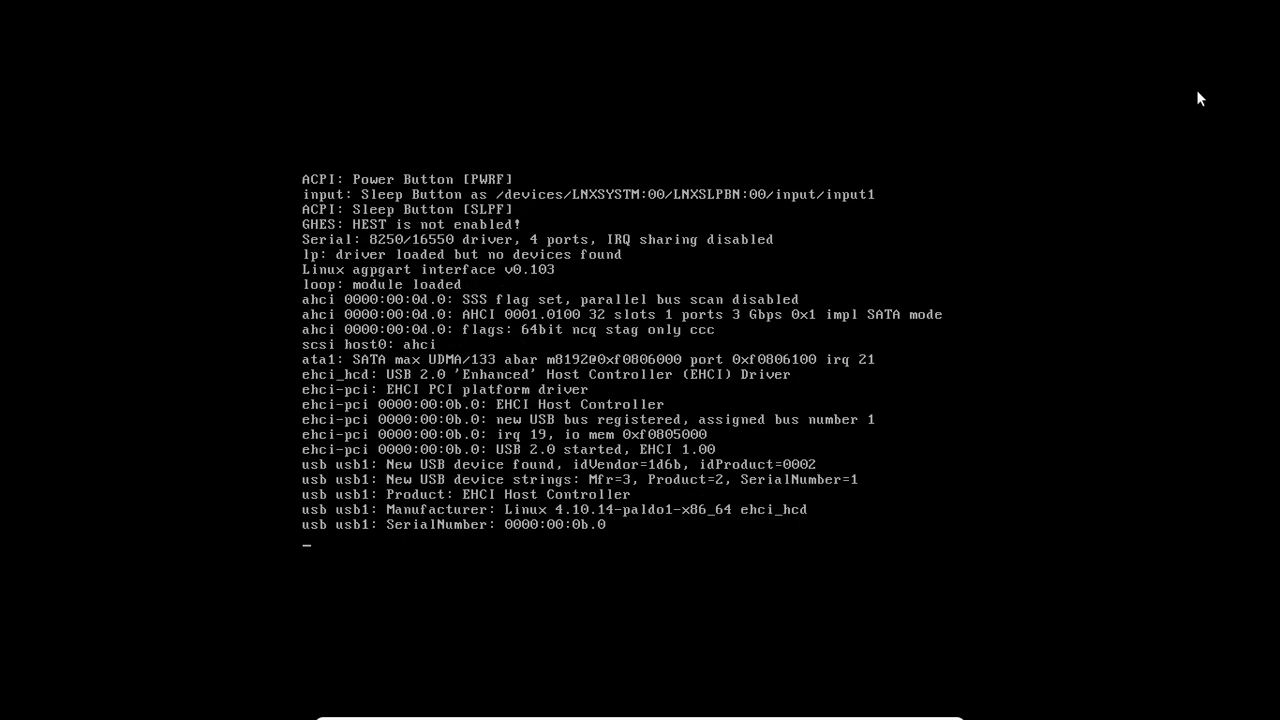 ACPI: Power Button [PWRF]
input: Sleep Button as /devices/LNXSYSTM:00/LNXSLPBN:00/input/input1
ACPI: Sleep Button [SLPF]
GHES: HEST is not enabled!
Serial: 8250/16550 driver, 4 ports, IRQ sharing disabled
lp: driver loaded but no devices found
Linux agpgart interface v0.103
loop: module loaded
ahci 0000:00:0d.0: SSS flag set, parallel bus scan disabled
ahci 0000:00:0d.0: AHCI 0001.0100 32 slots 1 ports 3 Gbps 0x1 impl SATA mode
ahci 0000:00:0d.0: flags: 64bit ncq stag only ccc
scsi host0: ahci
ata1: SATA max UDMA/133 abar m8192@0xf0806000 port 0xf0806100 irq 21
ehci_hcd: USB 2.0 'Enhanced' Host Controller (EHCI) Driver
ehci-pci: EHCI PCI platform driver
ehci-pci 0000:00:0b.0: EHCI Host Controller
ehci-pci 0000:00:0b.0: new USB bus registered, assigned bus number 1
ehci-pci 0000:00:0b.0: irq 19, io mem 0xf0805000
ehci-pci 0000:00:0b.0: USB 2.0 started, EHCI 1.00
usb usb1: New USB device found, idVendor=1d6b, idProduct=0002
usb usb1: New USB device strings: Mfr=3, Product=2, SerialNumber=1
usb usb1: Product: EHCI Host Controller
usb usb1: Manufacturer: Linux 4.10.14-paldo1-x86_64 ehci_hcd
usb usb1: SerialNumber: 0000:00:0b.0